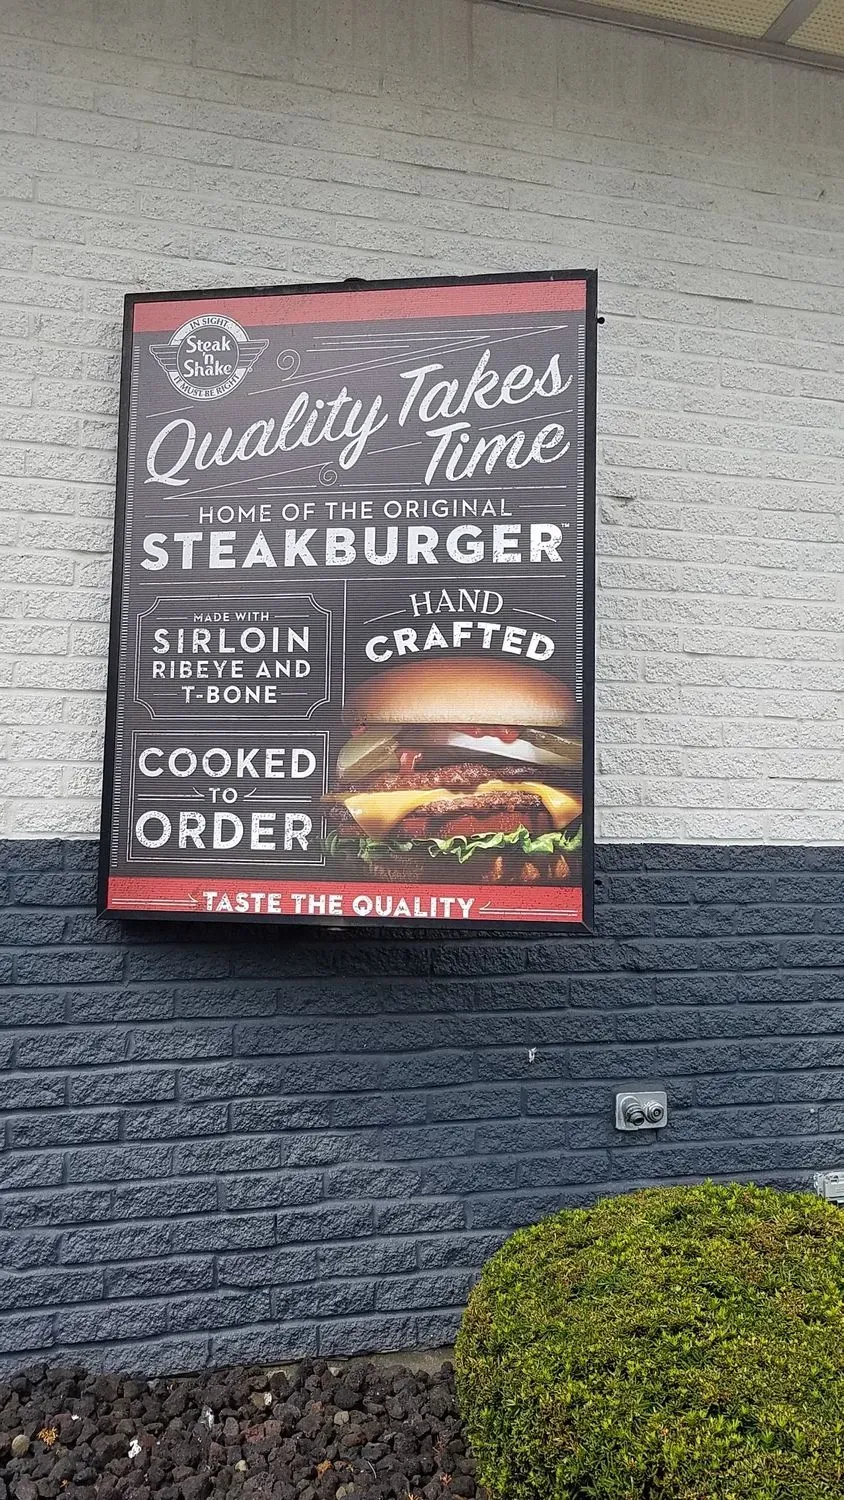 IN SIGHT
Steak
'n
Shake
IT MUST BE RIGHT
Quality Takes
Time
HOME OF THE ORIGINAL
STEAKBURGER™
MADE WITH
SIRLOIN
RIBEYE AND
T-BONE
HAND
CRAFTED
COOKED
TO
ORDER
TASTE THE QUALITY